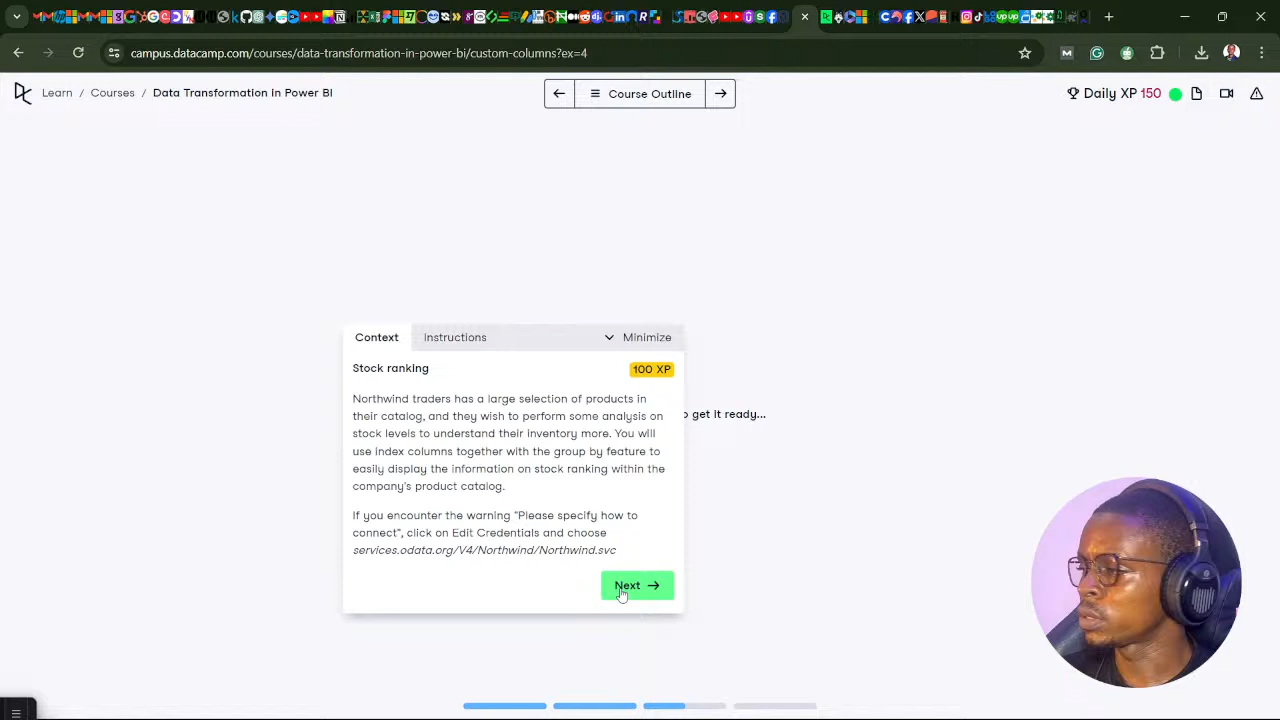 campus.datacamp.com/courses/data-transformation-in-power-bi/custom-columns?ex=4
Learn / Courses / Data Transformation in Power BI
Course Outline
Daily XP 150
Context
Instructions
Minimize
Stock ranking
100 XP
Northwind traders has a large selection of products in
their catalog, and they wish to perform some analysis on
stock levels to understand their inventory more. You will
use index columns together with the group by feature to
easily display the information on stock ranking within the
company's product catalog.
o get it ready...
If you encounter the warning "Please specify how to
connect", click on Edit Credentials and choose
services.odata.org/V4/Northwind/Northwind.svc
Next